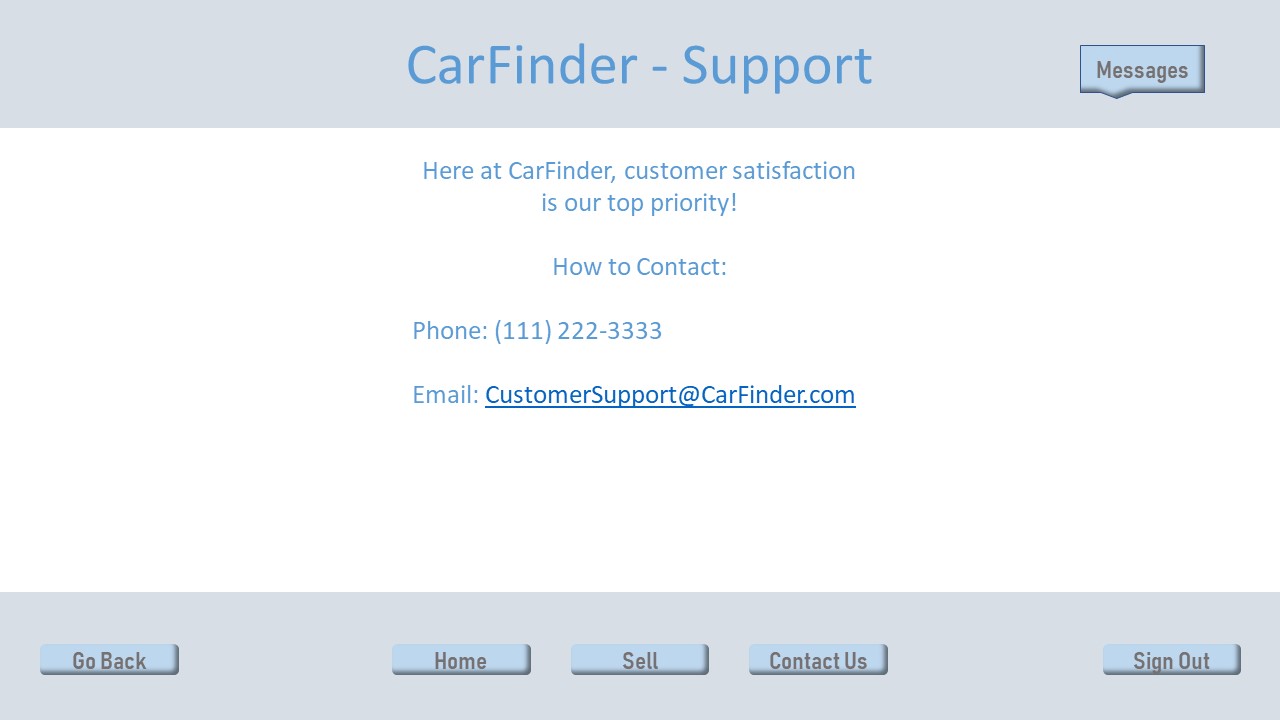 CarFinder - Support
Messages
Here at CarFinder, customer satisfaction
is our top priority!
How to Contact:
Phone: (111) 222-3333
Email: CustomerSupport@CarFinder.com
Go Back
Home
Sell
Contact Us
Sign Out